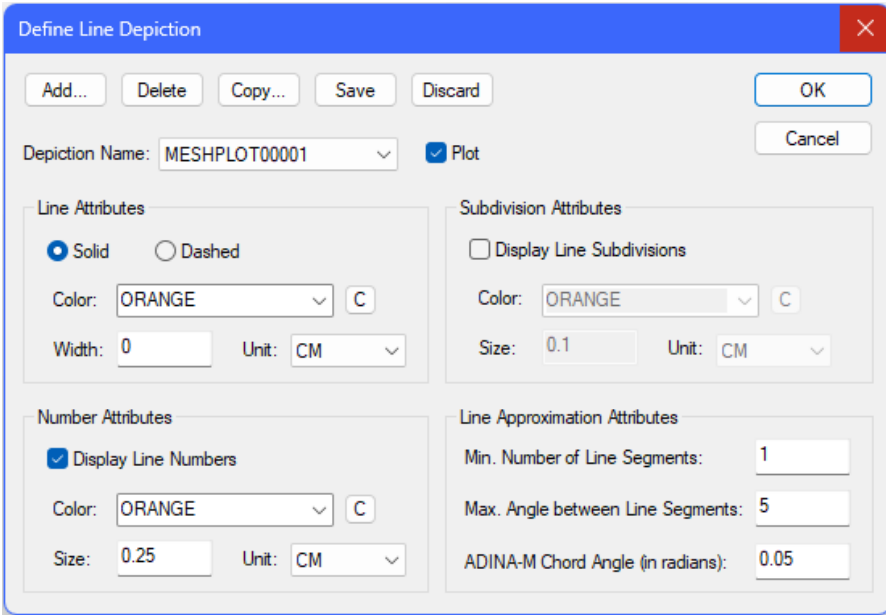 Define Line Depiction
Add... Delete Copy... Save Discard OK
Cancel
Depiction Name: MESHPLOT00001 Plot
Line Attributes
Solid Dashed
Color: ORANGE C
Width: 0 Unit: CM
Subdivision Attributes
Display Line Subdivisions
Color: ORANGE C
Size: 0.1 Unit: CM
Number Attributes
Display Line Numbers
Color: ORANGE C
Size: 0.25 Unit: CM
Line Approximation Attributes
Min. Number of Line Segments: 1
Max. Angle between Line Segments: 5
ADINA-M Chord Angle (in radians): 0.05